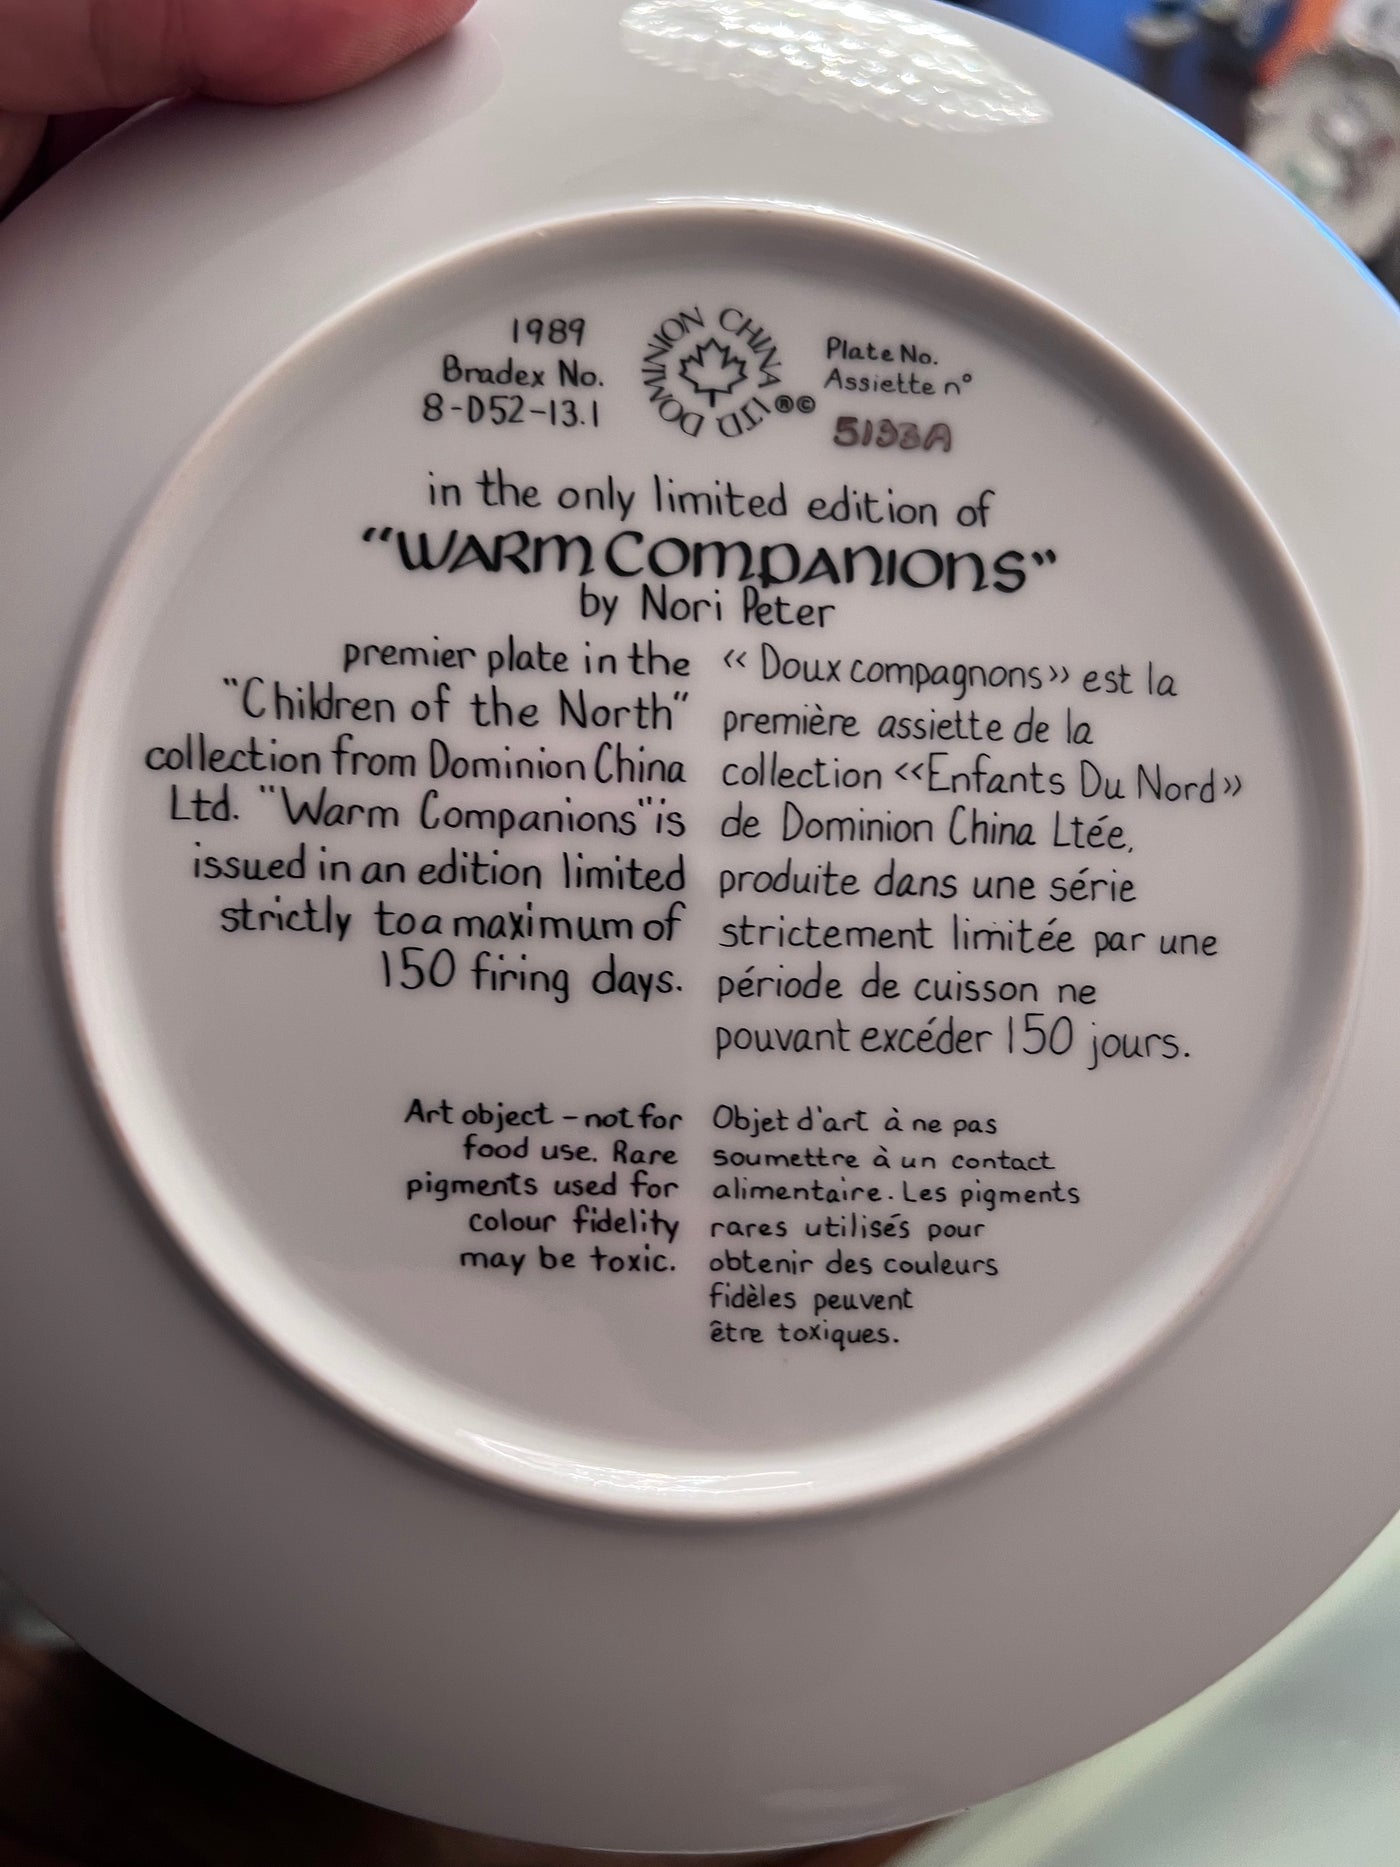 1989
Bradex No.
8-D52-13.1
DOMINION CHINA LTD
®©
Plate No.
Assiette nº
5193A
in the only limited edition of
“WARM COMPANIONS”
by Nori Peter
premier plate in the
"Children of the North"
collection from Dominion China
Ltd. "Warm Companions" is
issued in an edition limited
strictly to a maximum of
150 firing days.
«Doux compagnons» est la
première assiette de la
collection «Enfants Du Nord»
de Dominion China Ltée,
produite dans une série
strictement limitée par une
période de cuisson ne
pouvant excéder 150 jours.
Art object - not for
food use. Rare
pigments used for
colour fidelity
may be toxic.
Objet d'art à ne pas
soumettre à un contact
alimentaire. Les pigments
rares utilisés pour
obtenir des couleurs
fidèles peuvent
être toxiques.